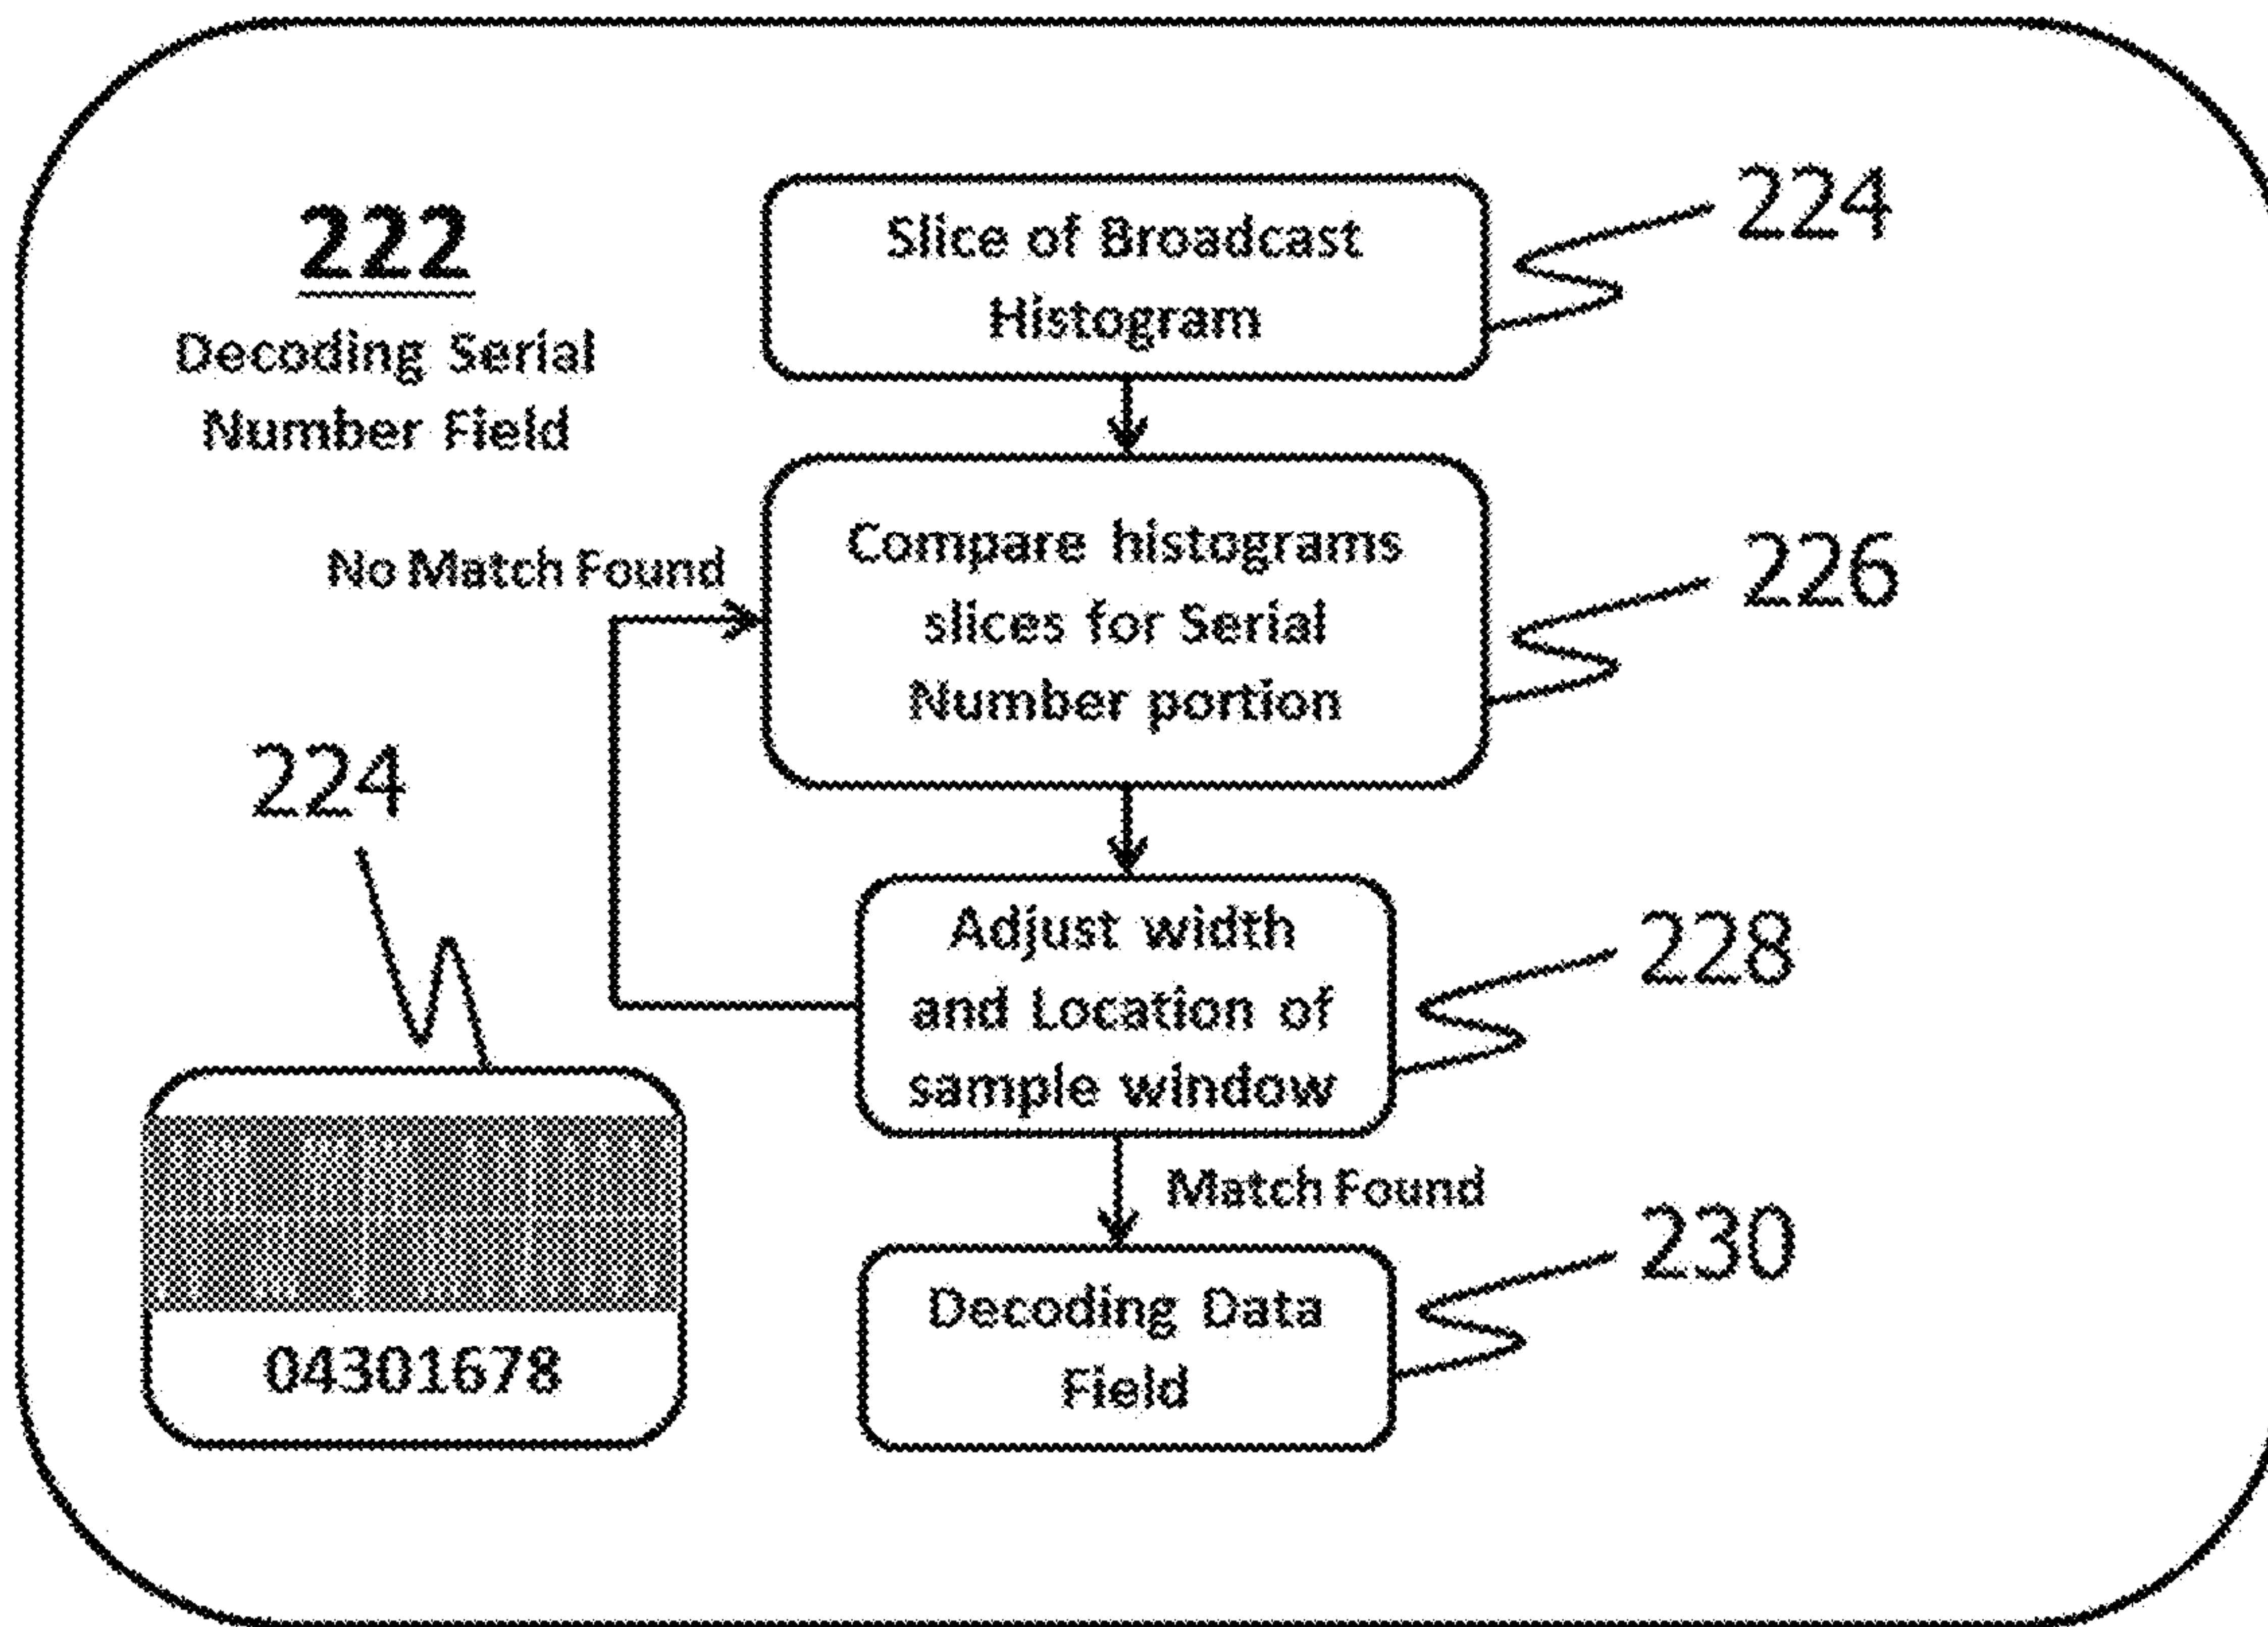 222
Decoding Serial
Number Field
Slice of Broadcast
Histogram
224
No Match Found
Compare histograms
slices for Serial
Number portion
226
224
Adjust width
and Location of
sample window
228
Match Found
04301678
Decoding Data
Field
230